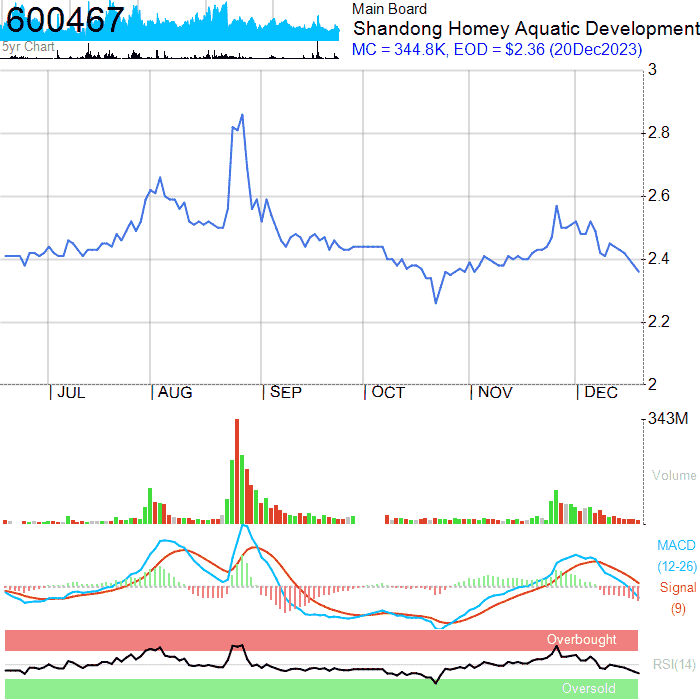 600467
5yr Chart
Main Board
Shandong Homey Aquatic Development
MC = 344.8K, EOD = $2.36 (20Dec2023)
3
2.8
2.6
2.4
2.2
2
JUL
AUG
SEP
OCT
NOV
DEC
343M
Volume
MACD
(12-26)
Signal
(9)
Overbought
RSI(14)
Oversold